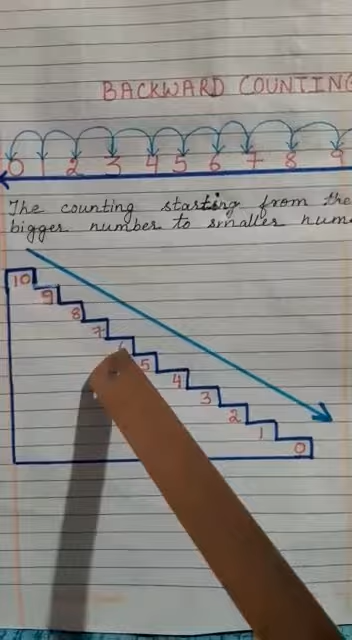 BACKWARD COUNTING
0 1 2 3 4 5 6 7 8 9
The counting starting from the
bigger number to smaller num
10
9
8
7
5
4
3
2
1
0